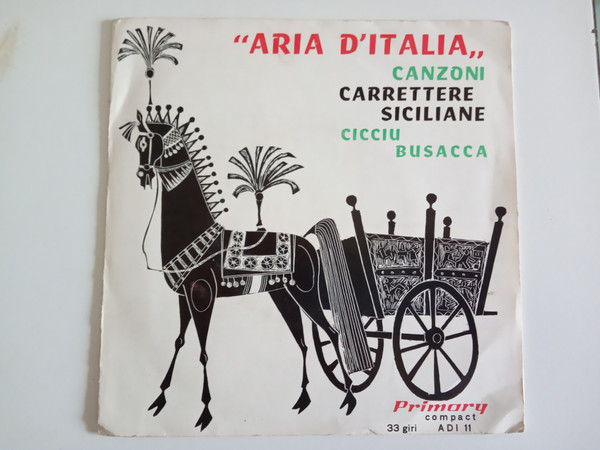 “ARIA D'ITALIA„
CANZONI
CARRETTERE
SICILIANE
CICCIU
BUSACCA
Primary
compact
33 giri ADI 11